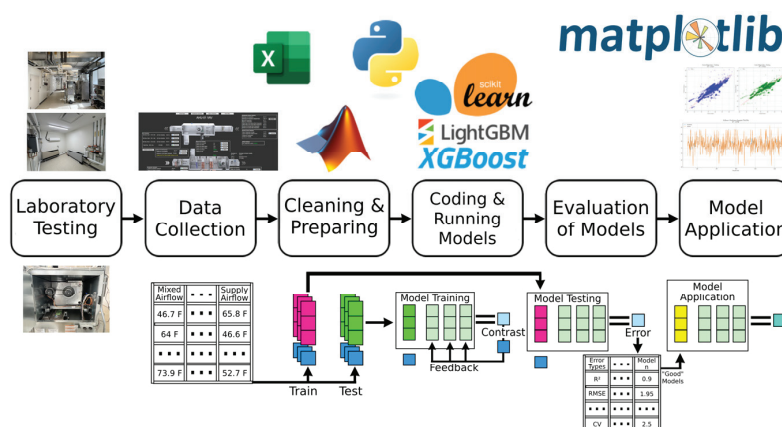 matplotlib
X
scikit
learn
LightGBM
XGBoost
Laboratory
Testing
Data
Collection
Cleaning &
Preparing
Coding &
Running
Models
Evaluation
of Models
Model
Application
Mixed
Airflow
- - -
Supply
Airflow
46.7 F
65.8 F
64 F
46.6 F
73.9 F
52.7 F
Train
Test
Model Training
Contrast
Feedback
Model Testing
Error
Error
Types
- - -
Model
n
R²
0.9
RMSE
1.95
CV
2.5
"Good"
Models
Model
Application